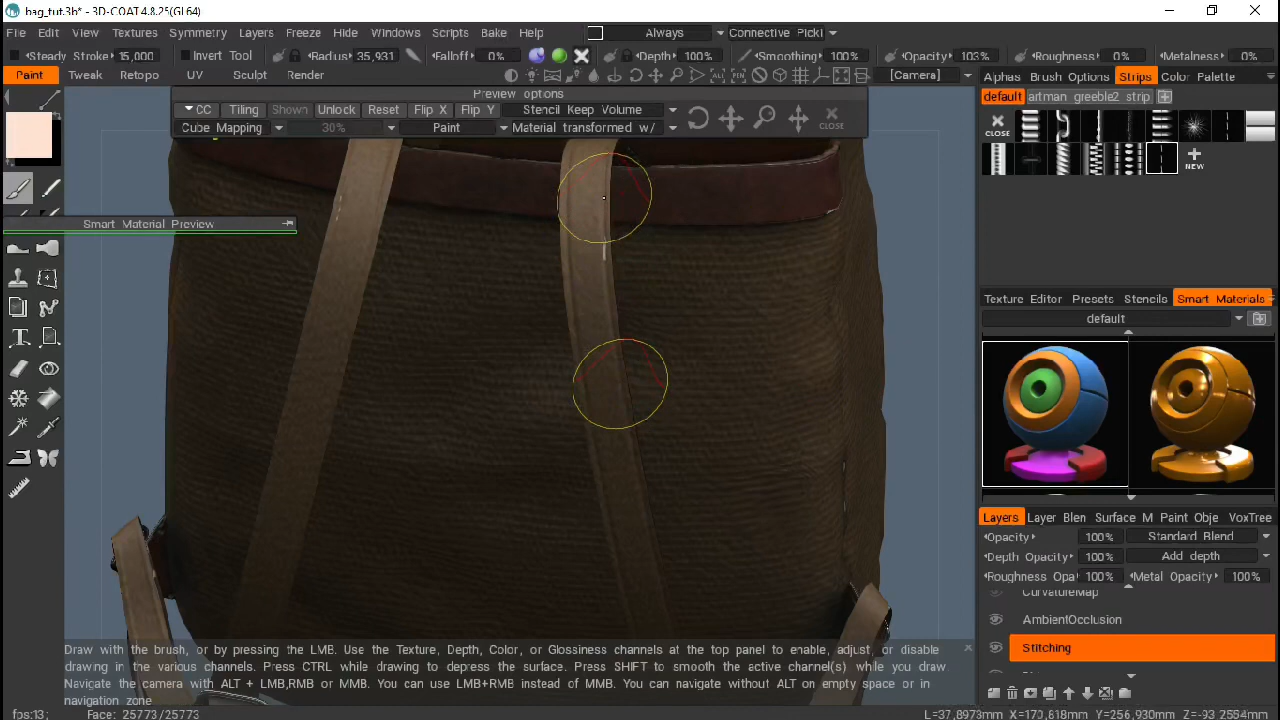 bag_tut.3b* - 3D-COAT4.8.25(GL64)
File Edit View Textures Symmetry Layers Freeze Hide Windows Scripts Bake Help Always Connective Picki
Steady Stroke 15,000 Invert Tool Radius 35,931 Falloff 0% Depth 100% Smoothing 100% Opacity 103% Roughness 0% Metalness 0%
Paint Tweak Retopo UV Sculpt Render [Camera] Alphas Brush Options Strips Color Palette
Preview options
default artman greeble2 strip
CC Tiling Shown Unlock Reset Flip X Flip Y Stencil Keep Volume CLOSE
Cube Mapping 30% Paint Material transformed w/
CLOSE
NEW
Smart Material Preview
Texture Editor Presets Stencils Smart Materials
default
Layers Layer Blen Surface M Paint Obje VoxTree
Opacity 100% Standard Blend
Depth Opacity 100% Add depth
Roughness Opa 100% Metal Opacity 100%
CurvatureMap
AmbientOcclusion
Stitching
Draw with the brush, or by pressing the LMB. Use the Texture, Depth, Color, or Glossiness channels at the top panel to enable, adjust, or disable
drawing in the various channels. Press CTRL while drawing to depress the surface. Press SHIFT to smooth the active channel(s) while you draw
Navigate the camera with ALT + LMB,RMB or MMB. You can use LMB+RMB instead of MMB. You can navigate without ALT on empty space or in
navigation zone
fps:13; Face: 25773/25773 L=37,8973mm X=170,818mm Y=256,930mm Z=-93,2554mm